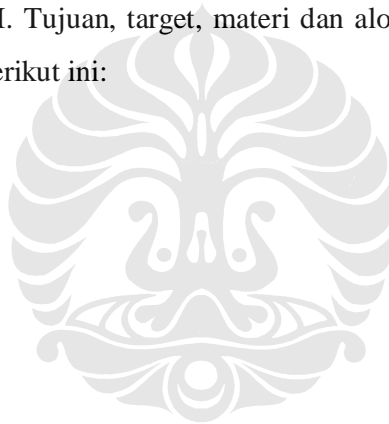 I. Tujuan, target, materi dan alo
erikut ini: